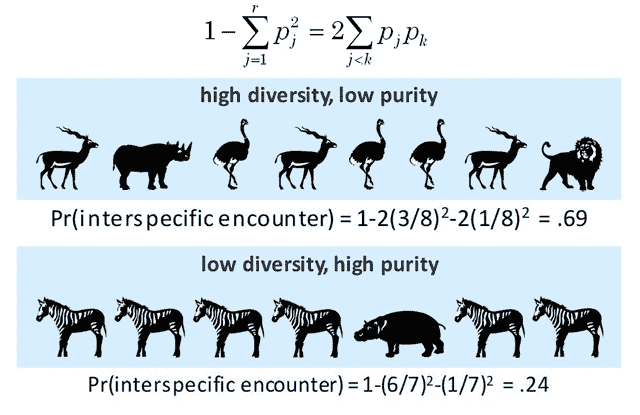 1 - ∑_{j=1}^{r} p_j^2 = 2 ∑_{j<k} p_j p_k
high diversity, low purity
Pr(interspecific encounter) = 1-2(3/8)²-2(1/8)² = .69
low diversity, high purity
Pr(interspecific encounter) = 1-(6/7)²-(1/7)² = .24